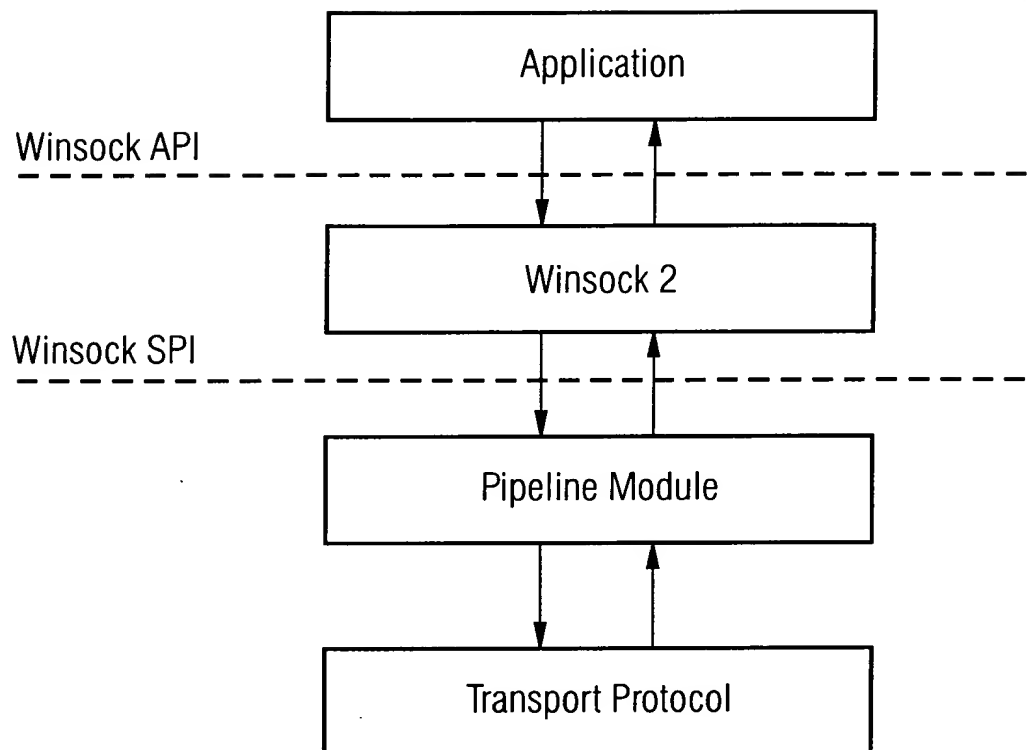 Application
Winsock API
Winsock 2
Winsock SPI
Pipeline Module
Transport Protocol